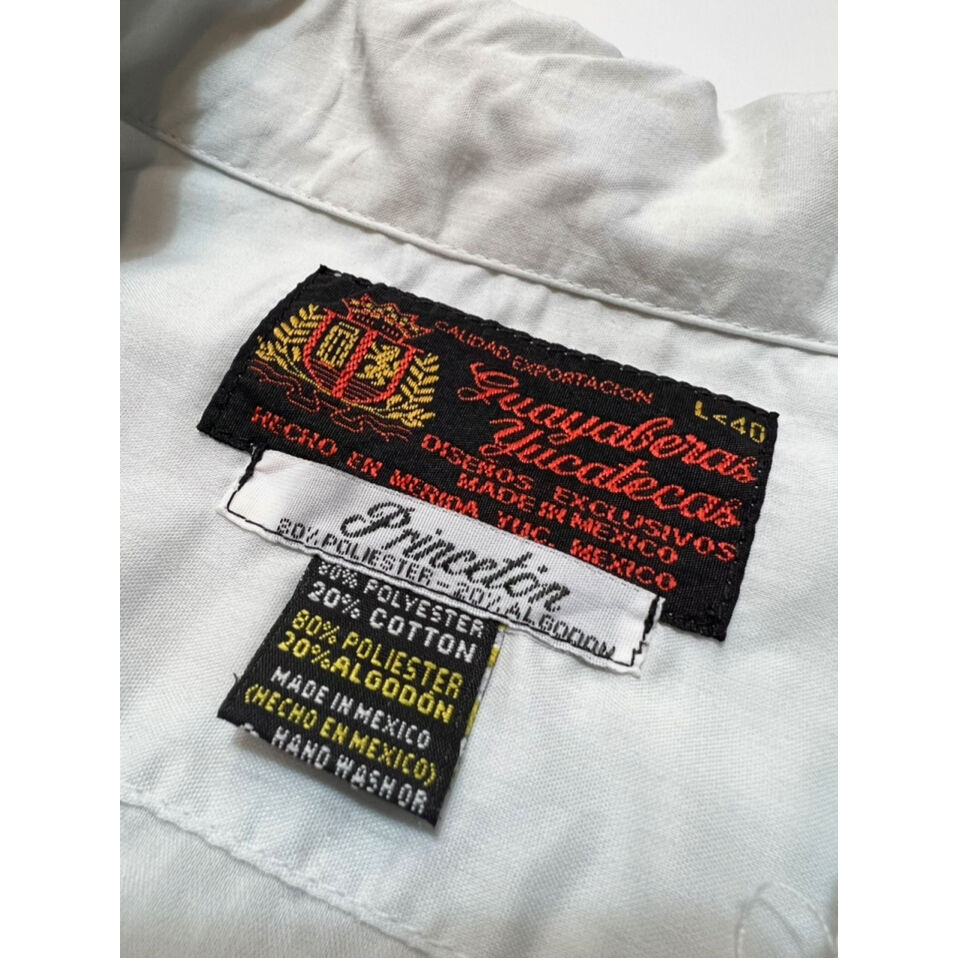 CALIDAD EXPORTACION
L<40
Guayaberas
Yucatecas
DISEÑOS EXCLUSIVOS
MADE IN MEXICO
HECHO EN MERIDA YUC. MEXICO
Princeton
80% POLIESTER - 20% ALGODON
80% POLYESTER
20% COTTON
80% POLIESTER
20% ALGODÓN
MADE IN MEXICO
(HECHO EN MEXICO)
HAND WASH OR